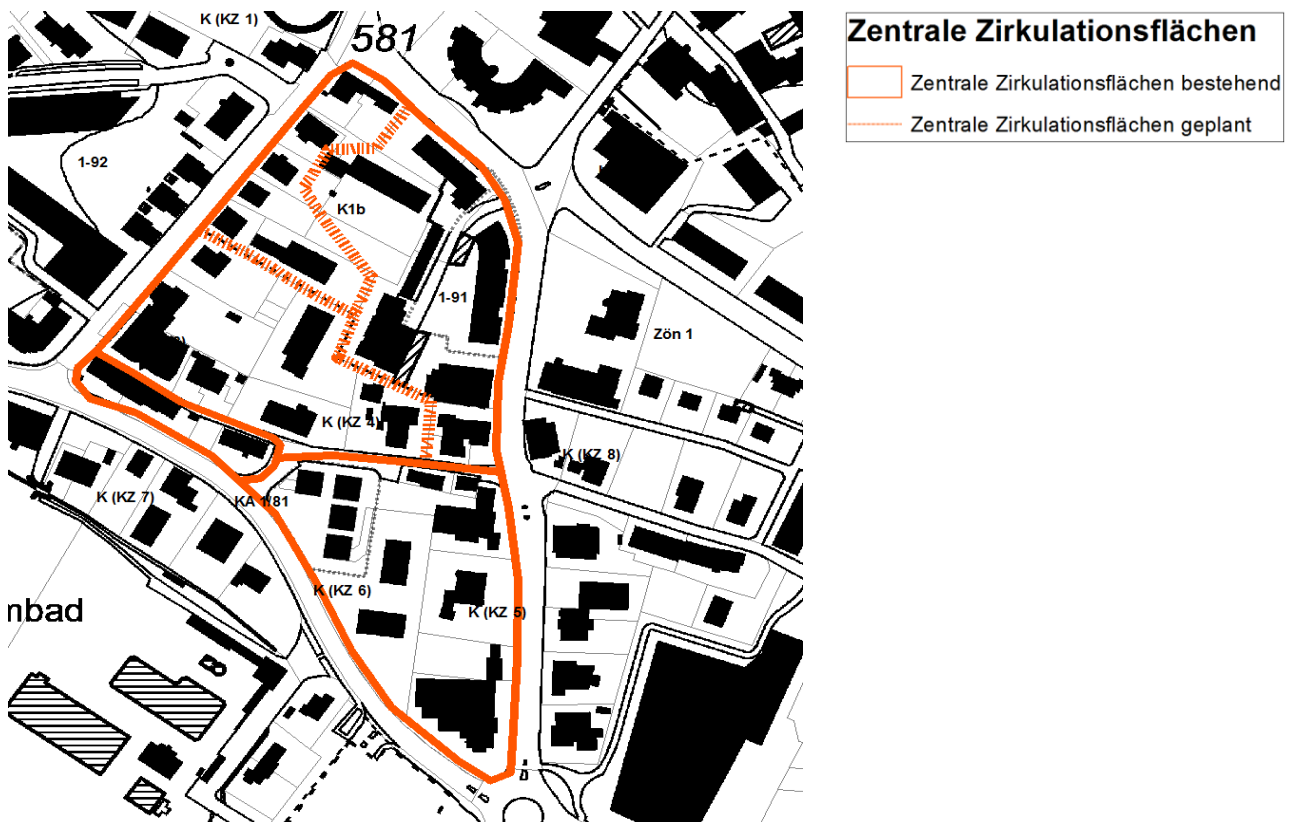 K (KZ 1)
581
1-92
K1b
1-91
Zön 1
K (KZ 4)
K (KZ 8)
K (KZ 7)
KA 1/81
K (KZ 6)
K (KZ 5)
mbad
Zentrale Zirkulationsflächen
Zentrale Zirkulationsflächen bestehend
Zentrale Zirkulationsflächen geplant